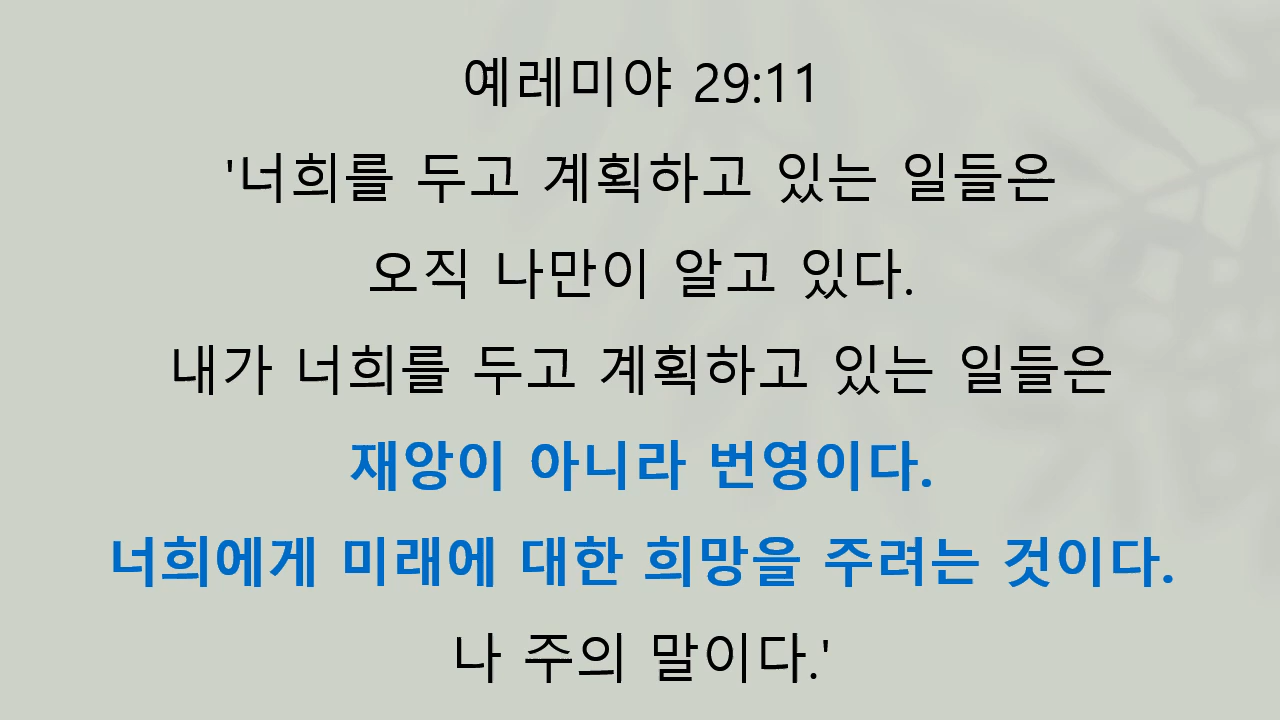 예레미야 29:11
'너희를 두고 계획하고 있는 일들은
오직 나만이 알고 있다.
내가 너희를 두고 계획하고 있는 일들은
재앙이 아니라 번영이다.
너희에게 미래에 대한 희망을 주려는 것이다.
나 주의 말이다.'